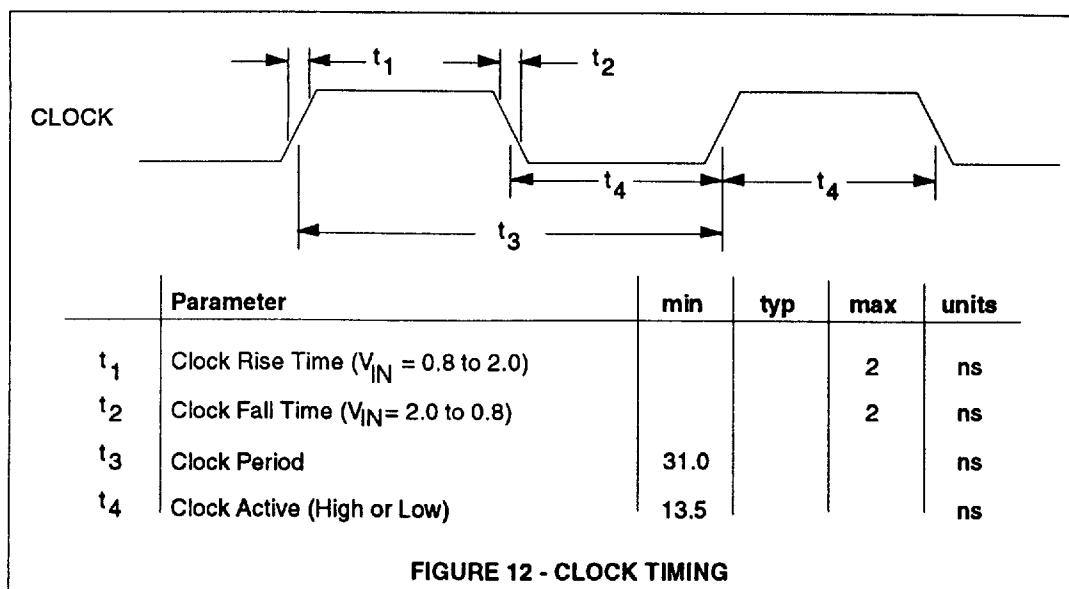 t1 t2
CLOCK
t4 t4
t3
Parameter min typ max units
t1 Clock Rise Time (VIN = 0.8 to 2.0) 2 ns
t2 Clock Fall Time (VIN= 2.0 to 0.8) 2 ns
t3 Clock Period 31.0 ns
t4 Clock Active (High or Low) 13.5 ns
FIGURE 12 - CLOCK TIMING